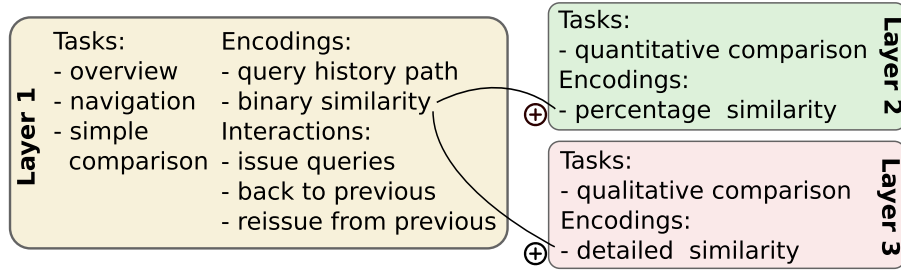 Layer 1
Tasks:
- overview
- navigation
- simple
comparison
Encodings:
- query history path
- binary similarity
Interactions:
- issue queries
- back to previous
- reissue from previous
Layer 2
Tasks:
- quantitative comparison
Encodings:
- percentage similarity
Layer 3
Tasks:
- qualitative comparison
Encodings:
- detailed similarity